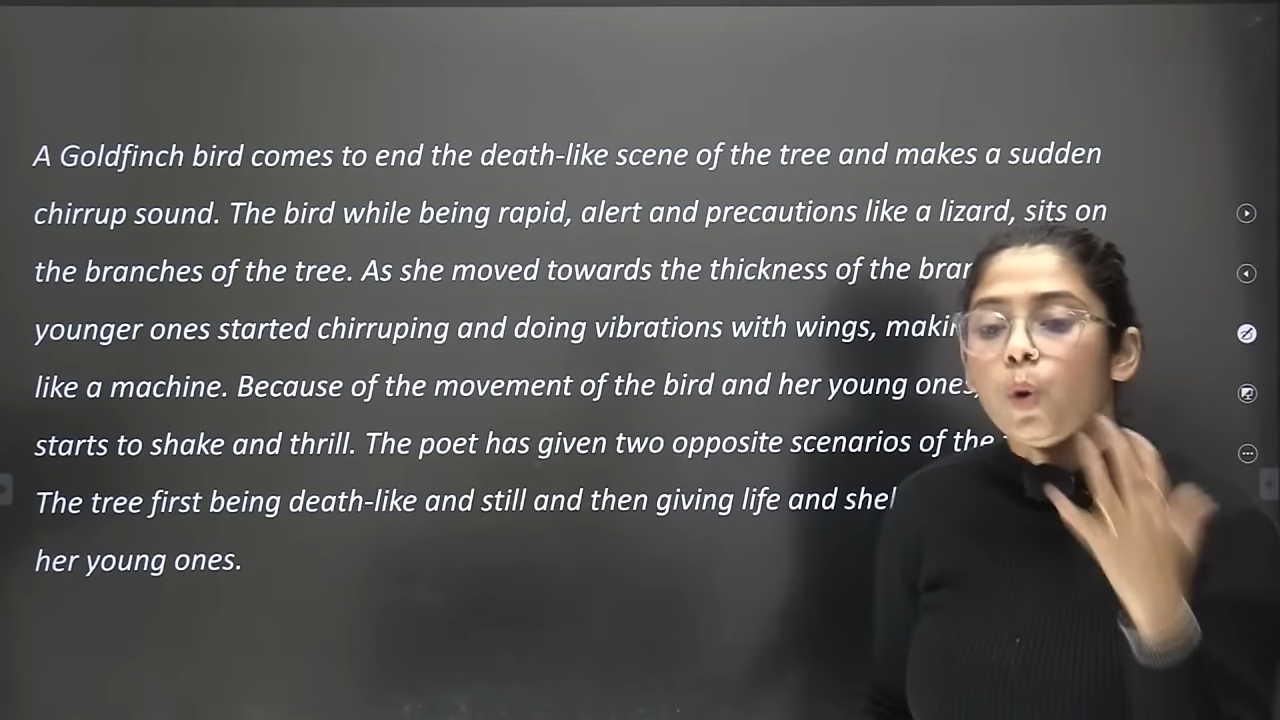 A Goldfinch bird comes to end the death-like scene of the tree and makes a sudden
chirrup sound. The bird while being rapid, alert and precautions like a lizard, sits on
the branches of the tree. As she moved towards the thickness of the
younger ones started chirruping and doing vibrations with wings,
like a machine. Because of the movement of the bird and her young ones,
starts to shake and thrill. The poet has given two opposite scenarios of the
The tree first being death-like and still and then giving life and
her young ones.